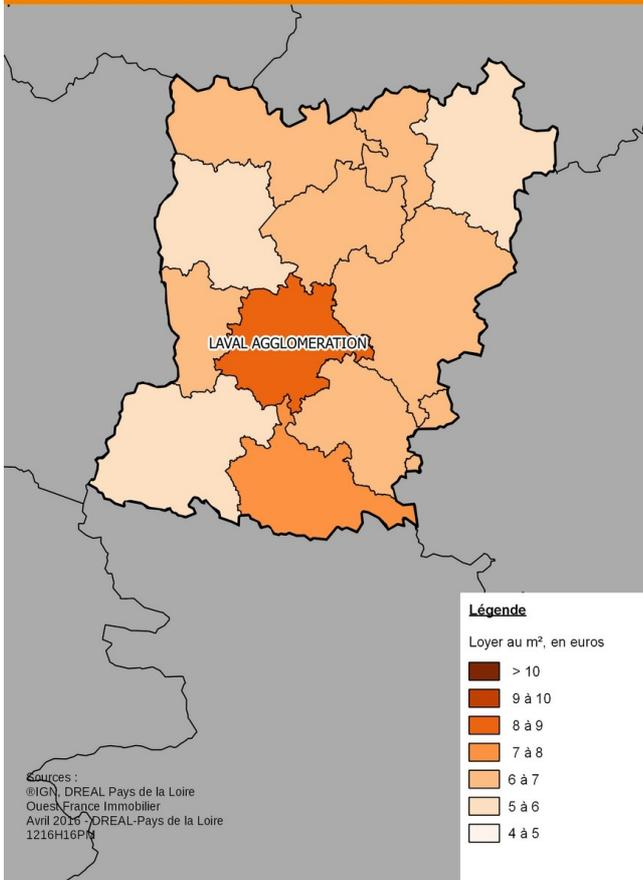 LAVAL AGGLOMERATION
Légende
Loyer au m², en euros
> 10
9 à 10
8 à 9
7 à 8
6 à 7
5 à 6
4 à 5
Sources :
®IGN, DREAL Pays de la Loire
Ouest France Immobilier
Avril 2016 - DREAL-Pays de la Loire
1216H16PN